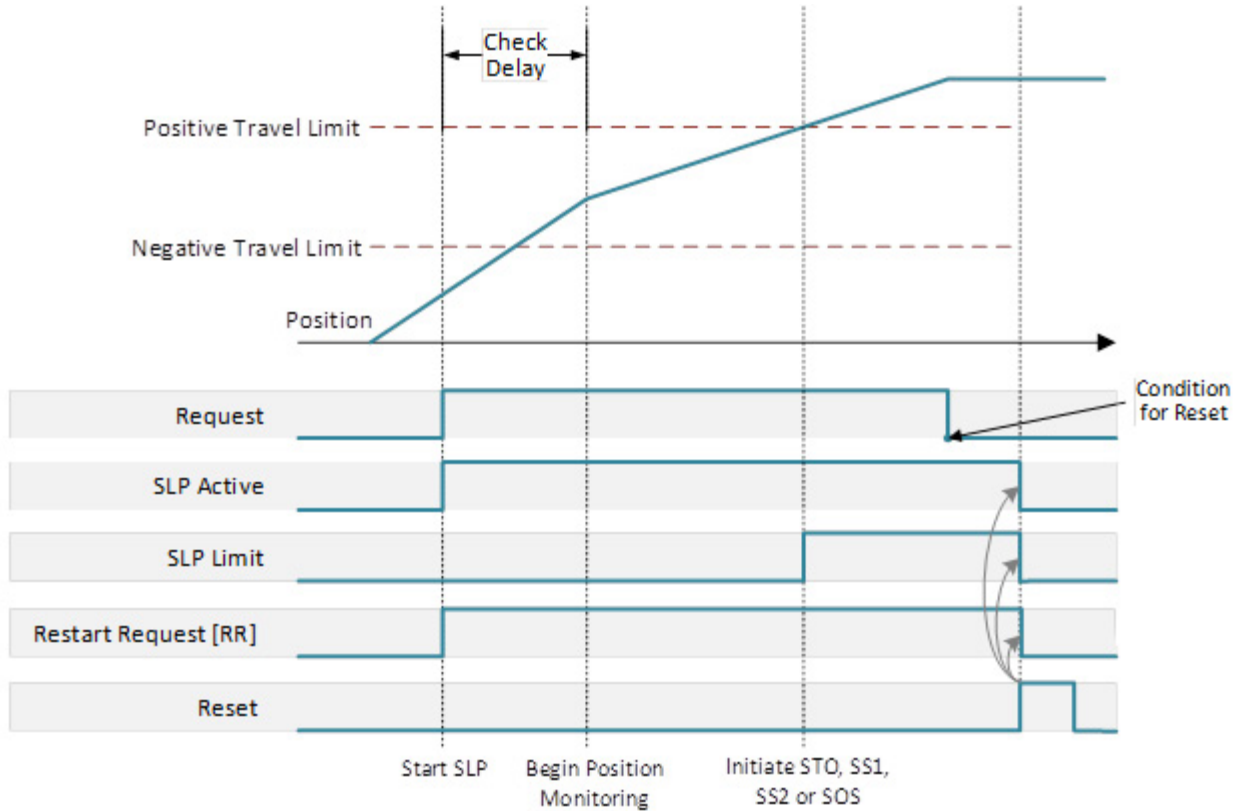 Check
Delay
Positive Travel Limit
Negative Travel Limit
Position
Condition
for Reset
Request
SLP Active
SLP Limit
Restart Request [RR]
Reset
Start SLP
Begin Position
Monitoring
Initiate STO, SS1,
SS2 or SOS